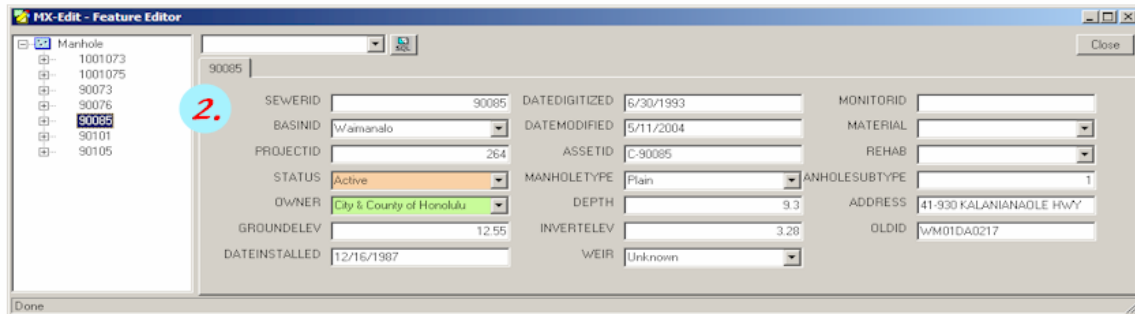 MX-Edit - Feature Editor
Manhole
1001073
1001075
90073
90076
90085
90101
90105
SQL
Close
90085
2.
SEWERID 90085 DATEDIGITIZED 6/30/1993 MONITORID
BASINID Waimanalo DATEMODIFIED 5/11/2004 MATERIAL
PROJECTID 264 ASSETID C-90085 REHAB
STATUS Active MANHOLETYPE Plain ANHOLESUBTYPE 1
OWNER City & County of Honolulu DEPTH 9.3 ADDRESS 41-930 KALANIANAOLE HWY
GROUNDELEV 12.55 INVERTELEV 3.28 OLDID WM01DA0217
DATEINSTALLED 12/16/1987 WEIR Unknown
Done